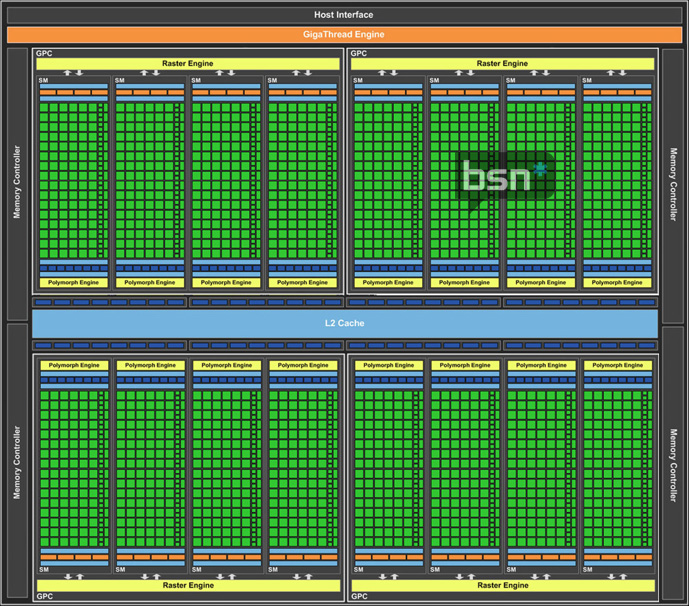 Host Interface
GigaThread Engine
GPC
GPC
Raster Engine
Raster Engine
SM
SM
SM
SM
SM
SM
SM
SM
Memory Controller
Memory Controller
bsn*
Polymorph Engine
Polymorph Engine
Polymorph Engine
Polymorph Engine
Polymorph Engine
Polymorph Engine
Polymorph Engine
Polymorph Engine
L2 Cache
Polymorph Engine
Polymorph Engine
Polymorph Engine
Polymorph Engine
Polymorph Engine
Polymorph Engine
Polymorph Engine
Polymorph Engine
Memory Controller
Memory Controller
SM
SM
SM
SM
SM
SM
SM
SM
Raster Engine
Raster Engine
GPC
GPC